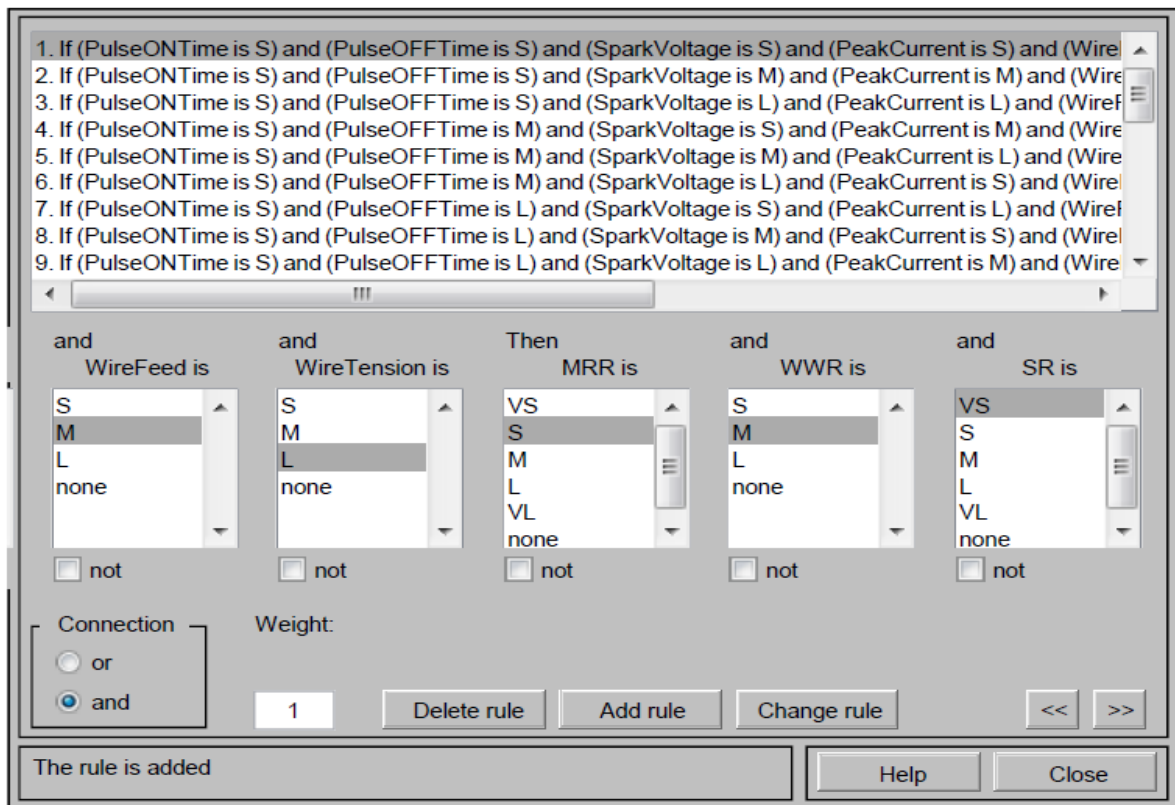 1. If (PulseONTime is S) and (PulseOFFTime is S) and (SparkVoltage is S) and (PeakCurrent is S) and (Wire
2. If (PulseONTime is S) and (PulseOFFTime is S) and (SparkVoltage is M) and (PeakCurrent is M) and (Wire
3. If (PulseONTime is S) and (PulseOFFTime is S) and (SparkVoltage is L) and (PeakCurrent is L) and (WireF
4. If (PulseONTime is S) and (PulseOFFTime is M) and (SparkVoltage is S) and (PeakCurrent is M) and (Wire
5. If (PulseONTime is S) and (PulseOFFTime is M) and (SparkVoltage is M) and (PeakCurrent is L) and (Wire
6. If (PulseONTime is S) and (PulseOFFTime is M) and (SparkVoltage is L) and (PeakCurrent is S) and (Wire
7. If (PulseONTime is S) and (PulseOFFTime is L) and (SparkVoltage is S) and (PeakCurrent is L) and (WireF
8. If (PulseONTime is S) and (PulseOFFTime is L) and (SparkVoltage is M) and (PeakCurrent is S) and (Wire
9. If (PulseONTime is S) and (PulseOFFTime is L) and (SparkVoltage is L) and (PeakCurrent is M) and (Wire
and
WireFeed is
S
M
L
none
not
and
WireTension is
S
M
L
none
not
Then
MRR is
VS
S
M
L
VL
none
not
and
WWR is
S
M
L
none
not
and
SR is
VS
S
M
L
VL
none
not
Connection
or
and
Weight:
1
Delete rule
Add rule
Change rule
<<
>>
The rule is added
Help
Close